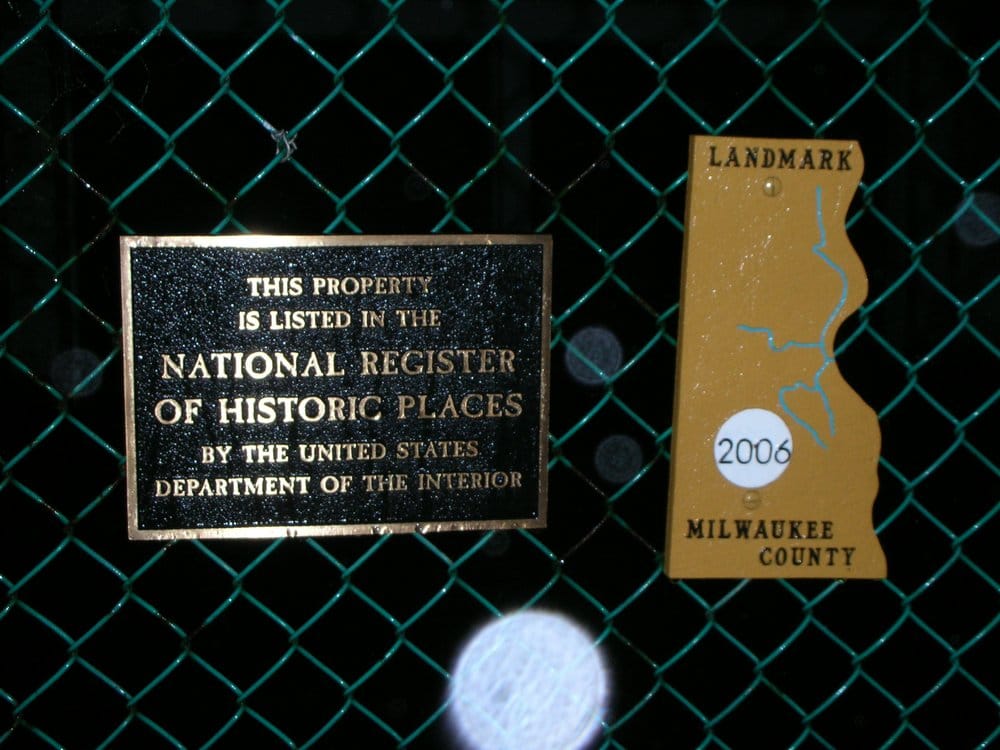 THIS PROPERTY
IS LISTED IN THE
NATIONAL REGISTER
OF HISTORIC PLACES
BY THE UNITED STATES
DEPARTMENT OF THE INTERIOR
LANDMARK
2006
MILWAUKEE
COUNTY